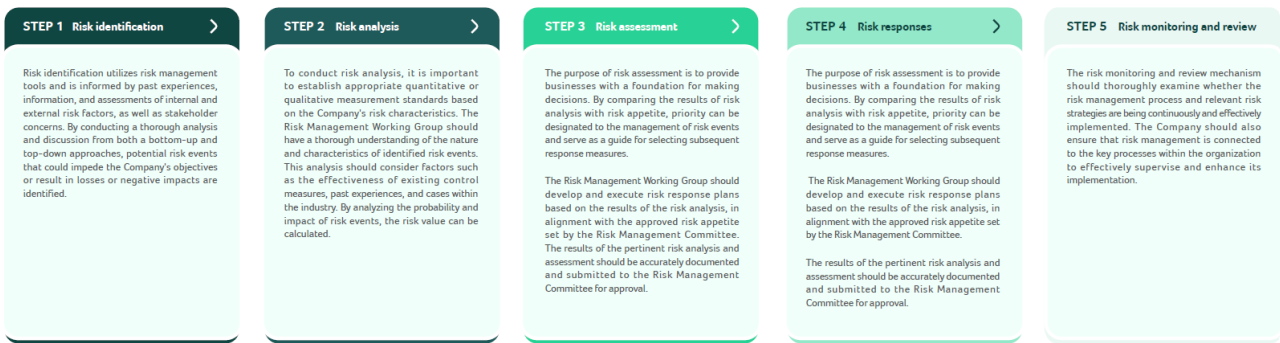 STEP 1 Risk identification
Risk identification utilizes risk management
tools and is informed by past experiences,
information, and assessments of internal and
external risk factors, as well as stakeholder
concerns. By conducting a thorough analysis
and discussion from both a bottom-up and
top-down approaches, potential risk events
that could impede the Company's objectives
or result in losses or negative impacts are
identified.
STEP 2 Risk analysis
To conduct risk analysis, it is important
to establish appropriate quantitative or
qualitative measurement standards based
on the Company's risk characteristics. The
Risk Management Working Group should
have a thorough understanding of the nature
and characteristics of identified risk events.
This analysis should consider factors such
as the effectiveness of existing control
measures, past experiences, and cases within
the industry. By analyzing the probability and
impact of risk events, the risk value can be
calculated.
STEP 3 Risk assessment
The purpose of risk assessment is to provide
businesses with a foundation for making
decisions. By comparing the results of risk
analysis with risk appetite, priority can be
designated to the management of risk events
and serve as a guide for selecting subsequent
response measures.
The Risk Management Working Group should
develop and execute risk response plans
based on the results of the risk analysis, in
alignment with the approved risk appetite
set by the Risk Management Committee.
The results of the pertinent risk analysis and
assessment should be accurately documented
and submitted to the Risk Management
Committee for approval.
STEP 4 Risk responses
The purpose of risk assessment is to provide
businesses with a foundation for making
decisions. By comparing the results of risk
analysis with risk appetite, priority can be
designated to the management of risk events
and serve as a guide for selecting subsequent
response measures.
The Risk Management Working Group should
develop and execute risk response plans
based on the results of the risk analysis, in
alignment with the approved risk appetite set
by the Risk Management Committee.
The results of the pertinent risk analysis and
assessment should be accurately documented
and submitted to the Risk Management
Committee for approval.
STEP 5 Risk monitoring and review
The risk monitoring and review mechanism
should thoroughly examine whether the
risk management process and relevant risk
strategies are being continuously and effectively
implemented. The Company should also
ensure that risk management is connected
to the key processes within the organization
to effectively supervise and enhance its
implementation.